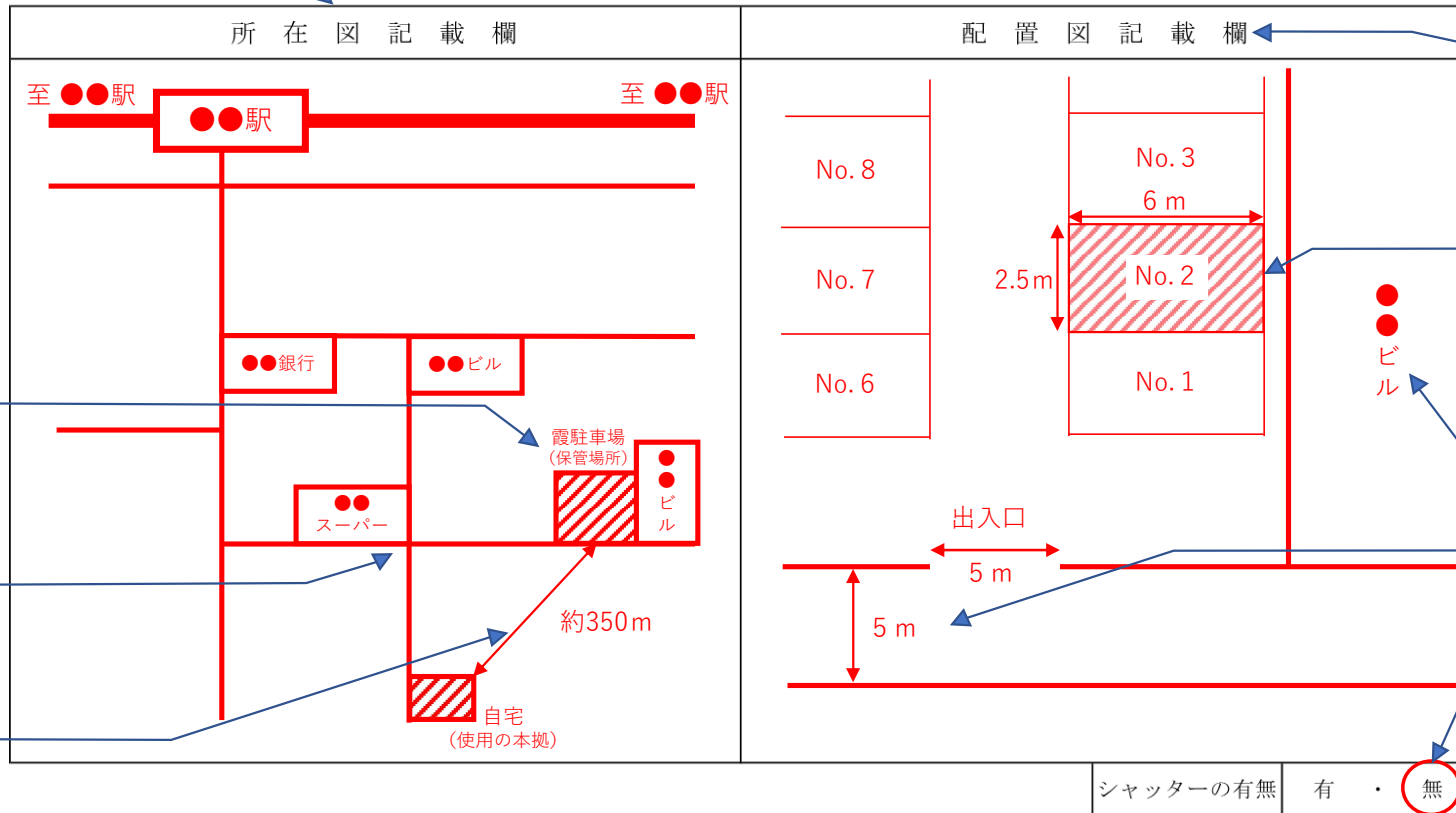 所在図記載欄
至 ●●駅
●●駅
至 ●●駅
●●銀行
●●ビル
霞駐車場
(保管場所)
●●ビル
●●
スーパー
約350m
自宅
(使用の本拠)
配置図記載欄
No.8
No.3
6 m
No.7
2.5m
No.2
●●ビル
No.6
No.1
出入口
5 m
5 m
シャッターの有無 有 ・ 無